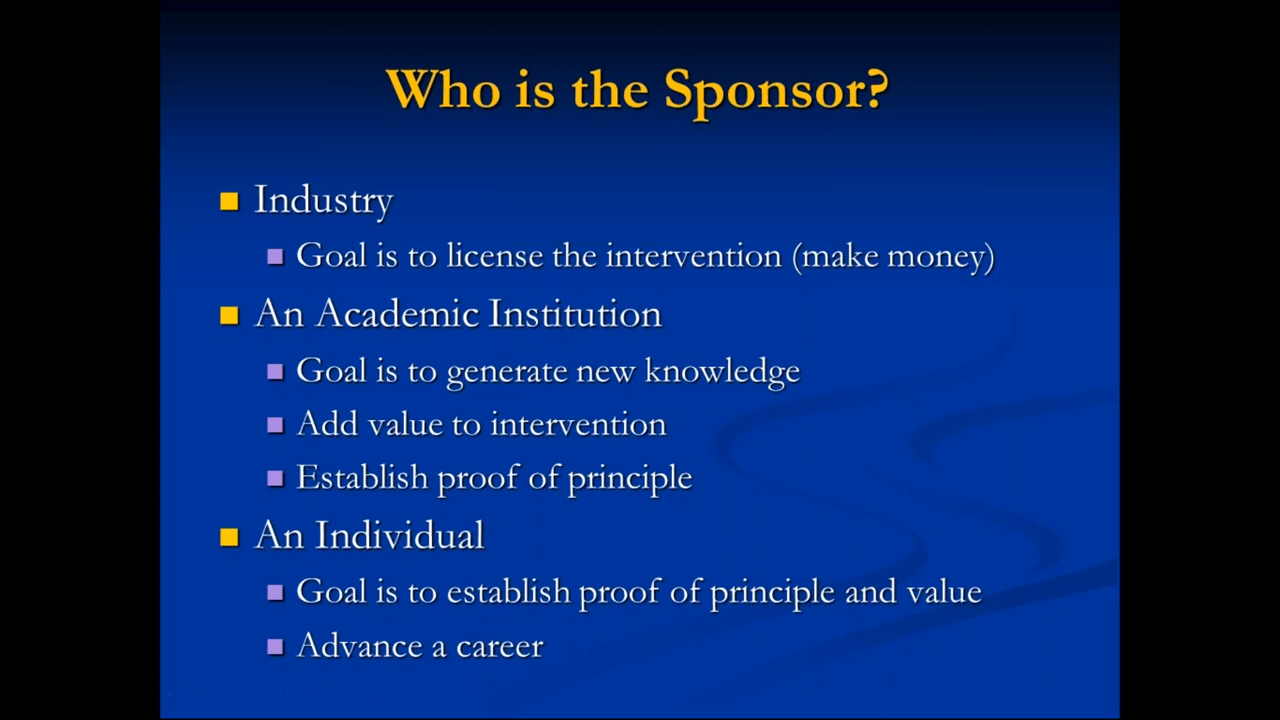 Who is the Sponsor?
Industry
Goal is to license the intervention (make money)
An Academic Institution
Goal is to generate new knowledge
Add value to intervention
Establish proof of principle
An Individual
Goal is to establish proof of principle and value
Advance a career